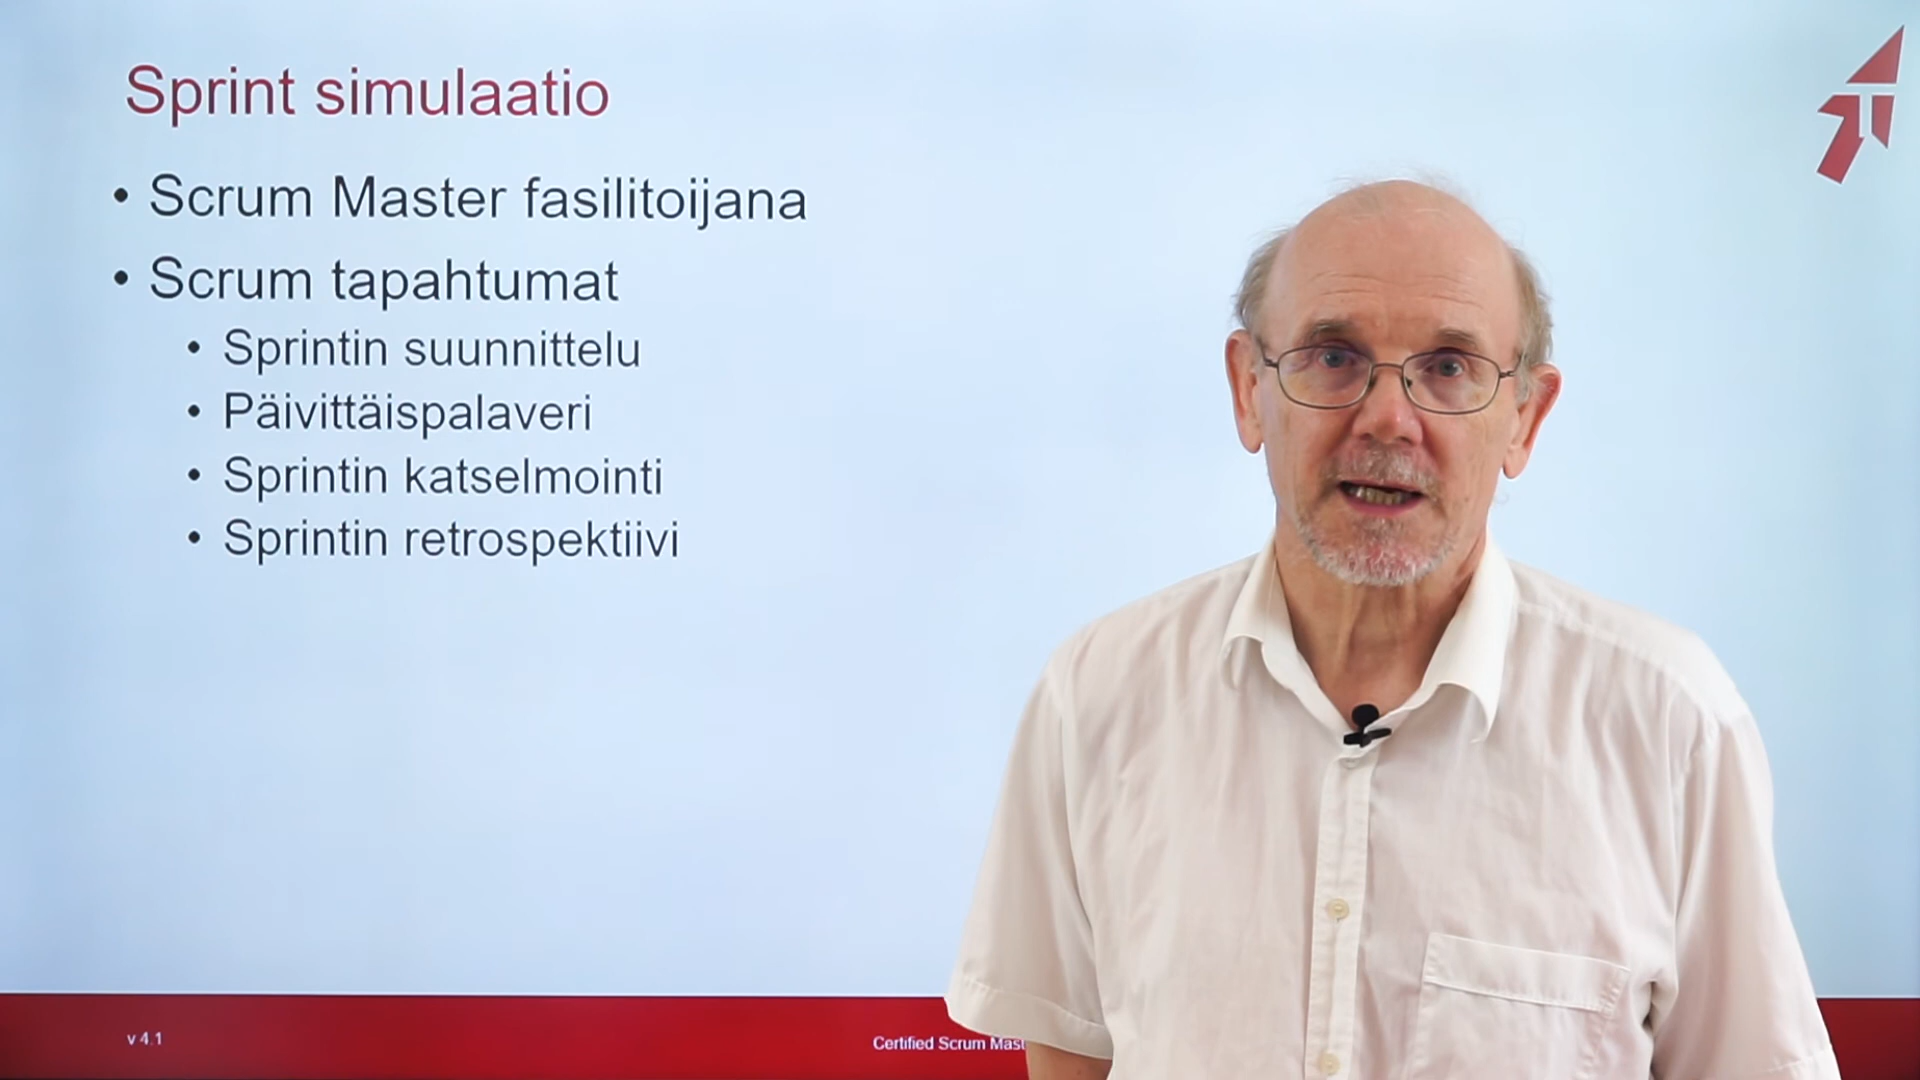 Sprint simulaatio
• Scrum Master fasilitoijana
• Scrum tapahtumat
• Sprintin suunnittelu
• Päivittäispalaveri
• Sprintin katselmointi
• Sprintin retrospektiivi
v 4.1
Certified Scrum Mast